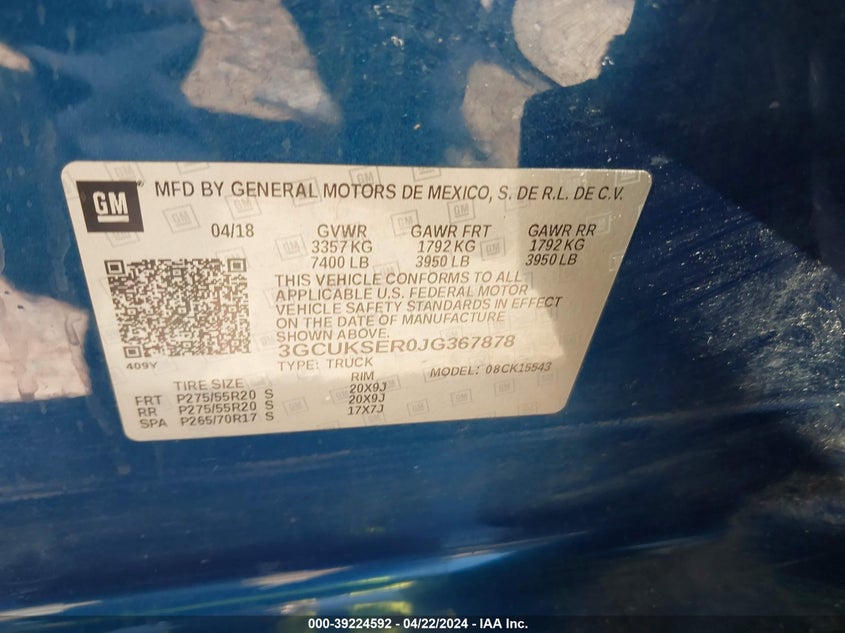 GM
MFD BY GENERAL MOTORS DE MEXICO, S. DE R.L. DE C.V.
04/18 GVWR GAWR FRT GAWR RR
3357 KG 1792 KG 1792 KG
7400 LB 3950 LB 3950 LB
THIS VEHICLE CONFORMS TO ALL
APPLICABLE U.S. FEDERAL MOTOR
VEHICLE SAFETY STANDARDS IN EFFECT
ON THE DATE OF MANUFACTURE
SHOWN ABOVE.
409Y
3GCUKSER0JG367878
TYPE: TRUCK MODEL: 08CK15543
TIRE SIZE RIM
FRT P275/55R20 S 20X9J
RR P275/55R20 S 20X9J
SPA P265/70R17 S 17X7J
000-39224592 - 04/22/2024 - IAA Inc.